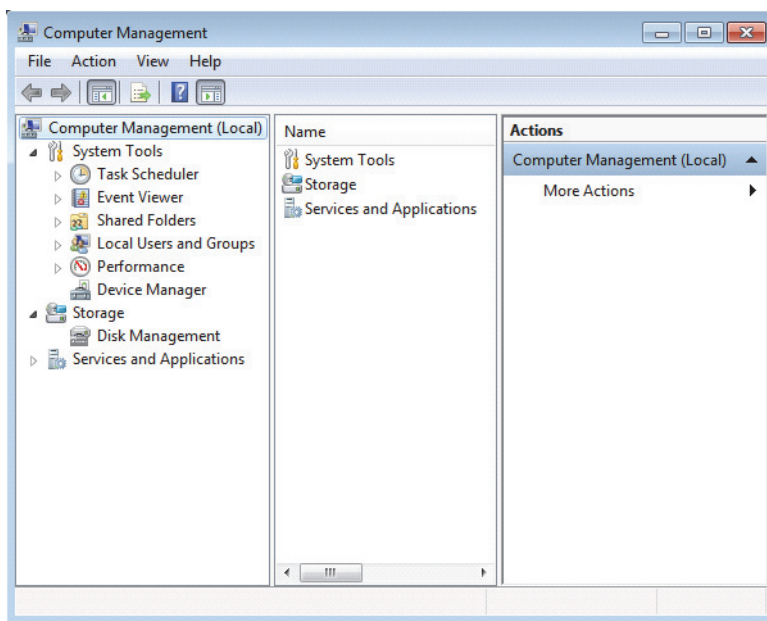 Computer Management
File Action View Help
Computer Management (Local)
System Tools
Task Scheduler
Event Viewer
Shared Folders
Local Users and Groups
Performance
Device Manager
Storage
Disk Management
Services and Applications
Name
System Tools
Storage
Services and Applications
Actions
Computer Management (Local)
More Actions